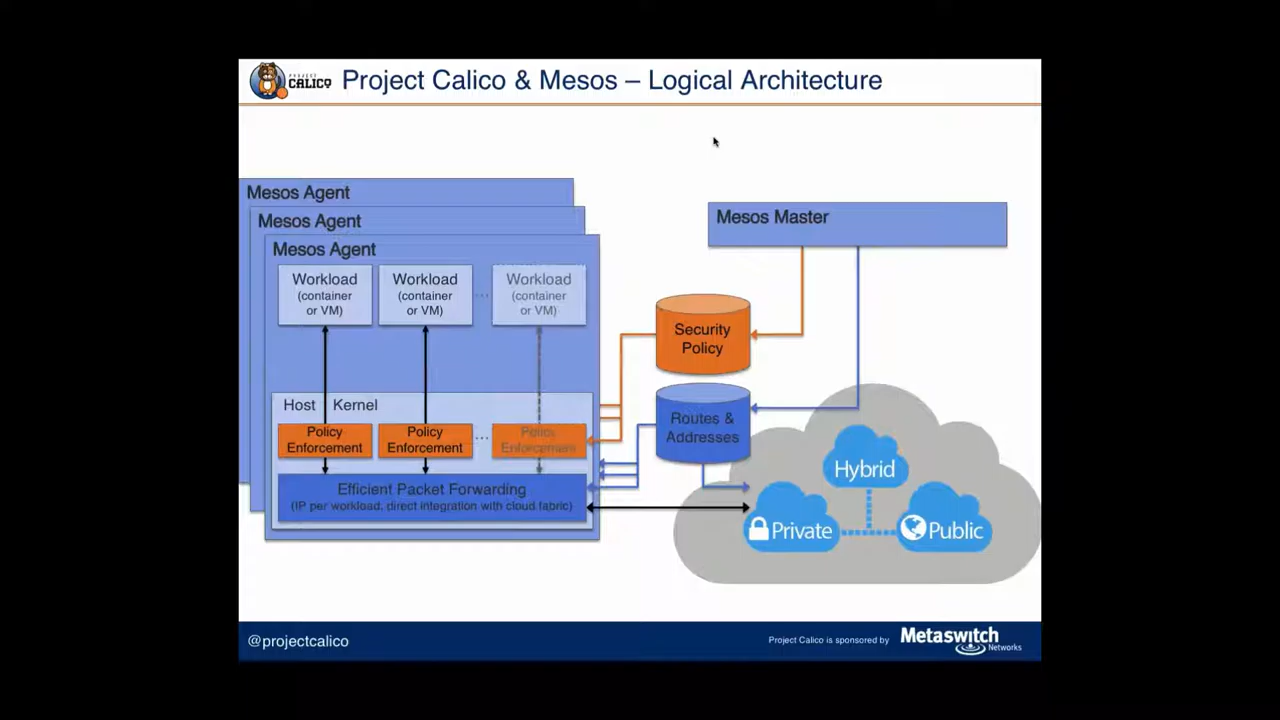 PROJECT
CALICO
Project Calico & Mesos – Logical Architecture
Mesos Agent
Mesos Agent
Mesos Agent
Workload
(container
or VM)
Workload
(container
or VM)
...
Workload
(container
or VM)
Host
Kernel
Policy
Enforcement
Policy
Enforcement
...
Policy
Enforcement
Efficient Packet Forwarding
(IP per workload, direct integration with cloud fabric)
Mesos Master
Security
Policy
Routes &
Addresses
Hybrid
Private
Public
@projectcalico
Project Calico is sponsored by
Metaswitch
Networks